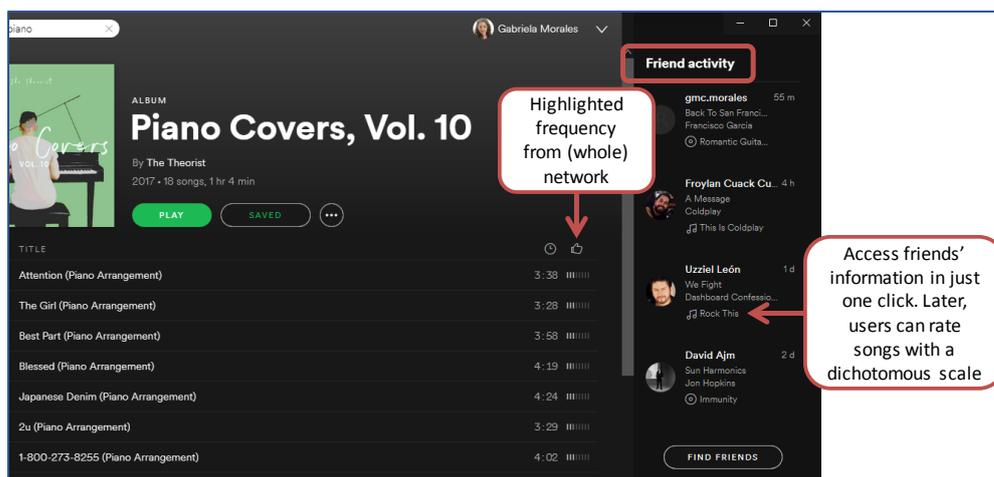 piano
Gabriela Morales
Friend activity
ALBUM
Piano Covers, Vol. 10
By The Theorist
2017 • 18 songs, 1 hr 4 min
PLAY
SAVED
Covers
VOL. 10
Highlighted
frequency
from (whole)
network
TITLE
Attention (Piano Arrangement) 3:38
The Girl (Piano Arrangement) 3:28
Best Part (Piano Arrangement) 3:58
Blessed (Piano Arrangement) 4:19
Japanese Denim (Piano Arrangement) 4:24
2u (Piano Arrangement) 3:29
1-800-273-8255 (Piano Arrangement) 4:02
gmc.morales 55 m
Back To San Franci...
Francisco Garcia
Romantic Guita...
Froylan Cuack Cu... 4 h
A Message
Coldplay
This Is Coldplay
Uzziel León 1 d
We Fight
Dashboard Confessio...
Rock This
David Ajm 2 d
Sun Harmonics
Jon Hopkins
Immunity
FIND FRIENDS
Access friends’
information in just
one click. Later,
users can rate
songs with a
dichotomous scale